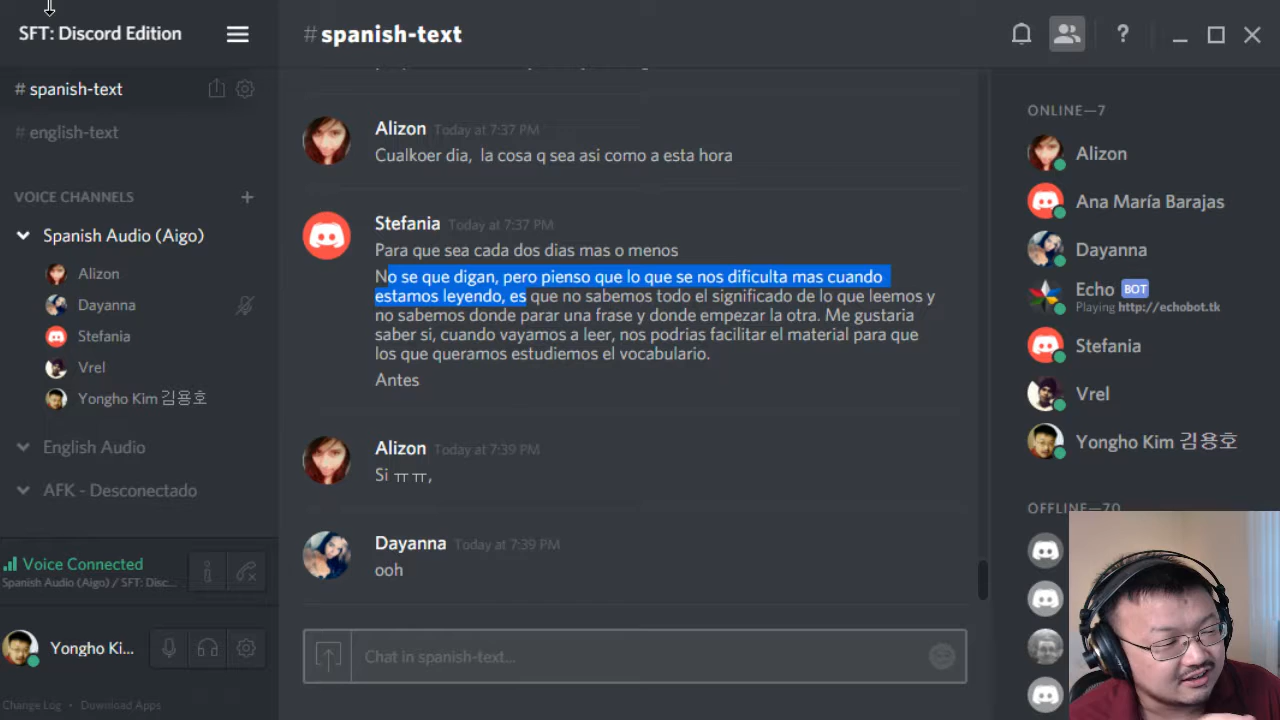 SFT: Discord Edition
# spanish-text
# english-text
VOICE CHANNELS
Spanish Audio (Aigo)
Alizon
Dayanna
Stefania
Vrel
Yongho Kim 김용호
English Audio
AFK - Desconectado
Voice Connected
Spanish Audio (Aigo) / SFT: Disc...
Yongho Ki...
Change Log • Download Apps
# spanish-text
Alizon Today at 7:37 PM
Cualkoer dia, la cosa q sea asi como a esta hora
Stefania Today at 7:37 PM
Para que sea cada dos dias mas o menos
No se que digan, pero pienso que lo que se nos dificulta mas cuando
estamos leyendo, es que no sabemos todo el significado de lo que leemos y
no sabemos donde parar una frase y donde empezar la otra. Me gustaria
saber si, cuando vayamos a leer, nos podrias facilitar el material para que
los que queramos estudiemos el vocabulario.
Antes
Alizon Today at 7:39 PM
Si ㅠㅠ,
Dayanna Today at 7:39 PM
ooh
Chat in spanish-text...
ONLINE—7
Alizon
Ana María Barajas
Dayanna
Echo BOT
Playing http://echobot.tk
Stefania
Vrel
Yongho Kim 김용호
OFFLINE—70